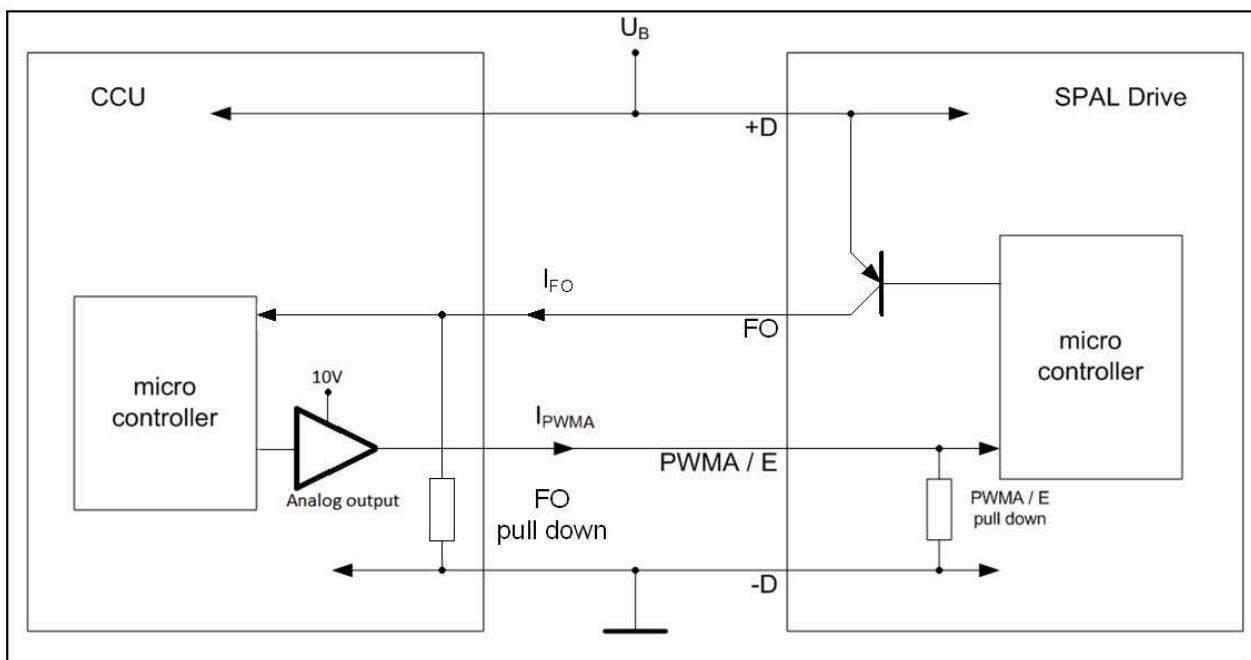 U_B
CCU
SPAL Drive
+D
I_FO
FO
micro
controller
micro
controller
10V
I_PWMA
PWMA / E
Analog output
FO
pull down
PWMA / E
pull down
-D